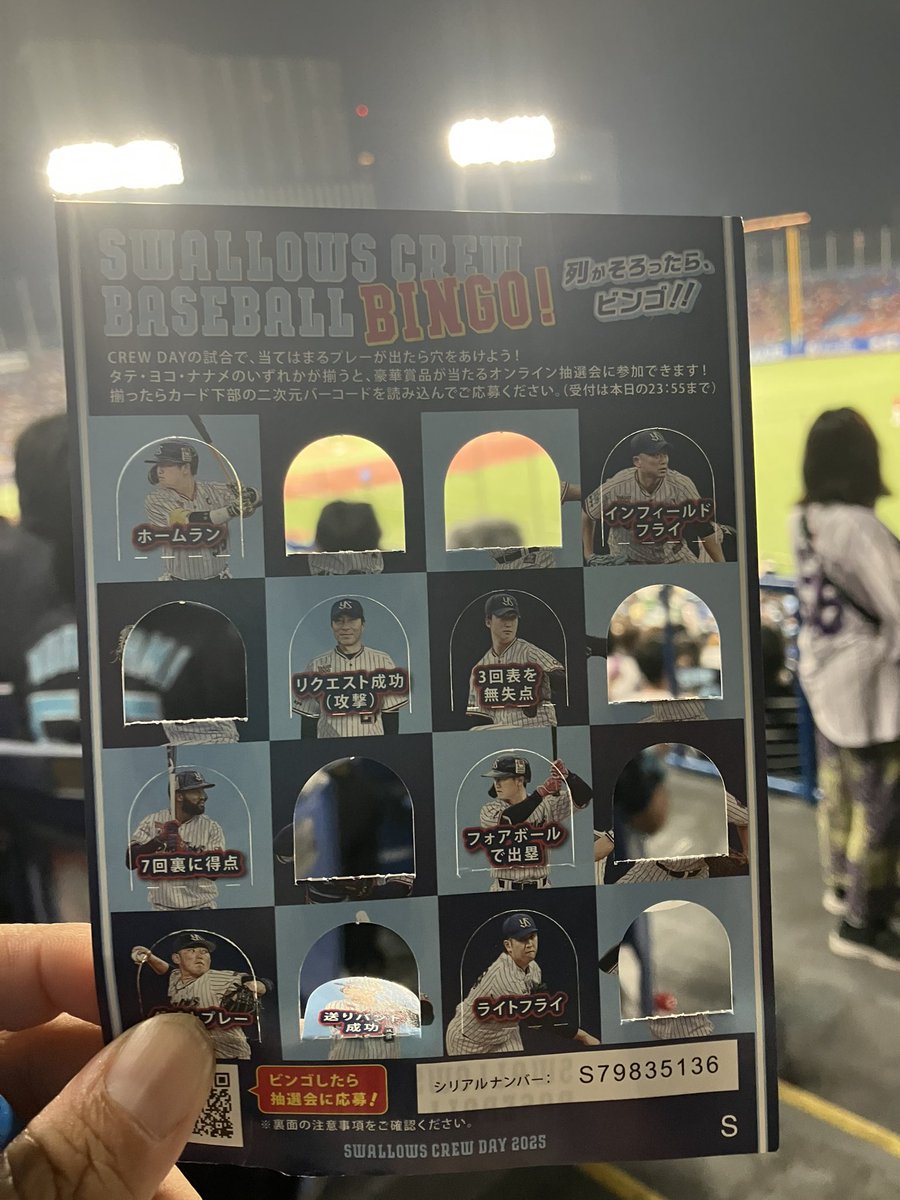 SWALLOWS CREW
BASEBALL BINGO!
列がそろったら、
ビンゴ!!
CREW DAYの試合で、当てはまるプレーが出たら穴をあけよう!
タテ・ヨコ・ナナメのいずれかが揃うと、豪華賞品が当たるオンライン抽選会に参加できます!
揃ったらカード下部の二次元バーコードを読み込んでご応募ください。(受付は本日の23:55まで)
ホームラン
インフィールド
フライ
リクエスト成功
(攻撃)
3回表を
無失点
7回裏に得点
フォアボール
で出塁
プレー
送りバント
成功
ライトフライ
ビンゴしたら
抽選会に応募!
シリアルナンバー: S79835136
※裏面の注意事項をご確認ください。
S
SWALLOWS CREW DAY 2025